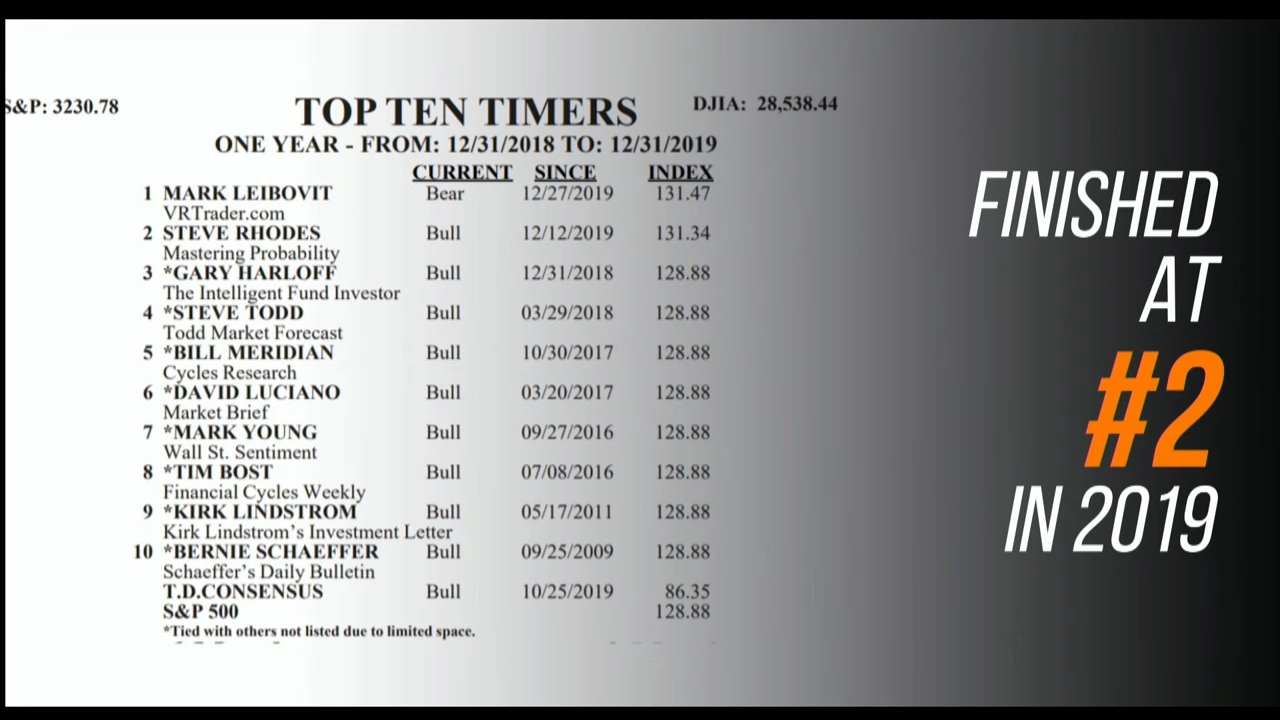 S&P: 3230.78
TOP TEN TIMERS
DJIA: 28,538.44
ONE YEAR - FROM: 12/31/2018 TO: 12/31/2019
CURRENT SINCE INDEX
1 MARK LEIBOVIT Bear 12/27/2019 131.47
VRTrader.com
2 STEVE RHODES Bull 12/12/2019 131.34
Mastering Probability
3 *GARY HARLOFF Bull 12/31/2018 128.88
The Intelligent Fund Investor
4 *STEVE TODD Bull 03/29/2018 128.88
Todd Market Forecast
5 *BILL MERIDIAN Bull 10/30/2017 128.88
Cycles Research
6 *DAVID LUCIANO Bull 03/20/2017 128.88
Market Brief
7 *MARK YOUNG Bull 09/27/2016 128.88
Wall St. Sentiment
8 *TIM BOST Bull 07/08/2016 128.88
Financial Cycles Weekly
9 *KIRK LINDSTROM Bull 05/17/2011 128.88
Kirk Lindstrom's Investment Letter
10 *BERNIE SCHAEFFER Bull 09/25/2009 128.88
Schaeffer's Daily Bulletin
T.D.CONSENSUS Bull 10/25/2019 86.35
S&P 500 128.88
*Tied with others not listed due to limited space.
FINISHED
AT
#2
IN 2019